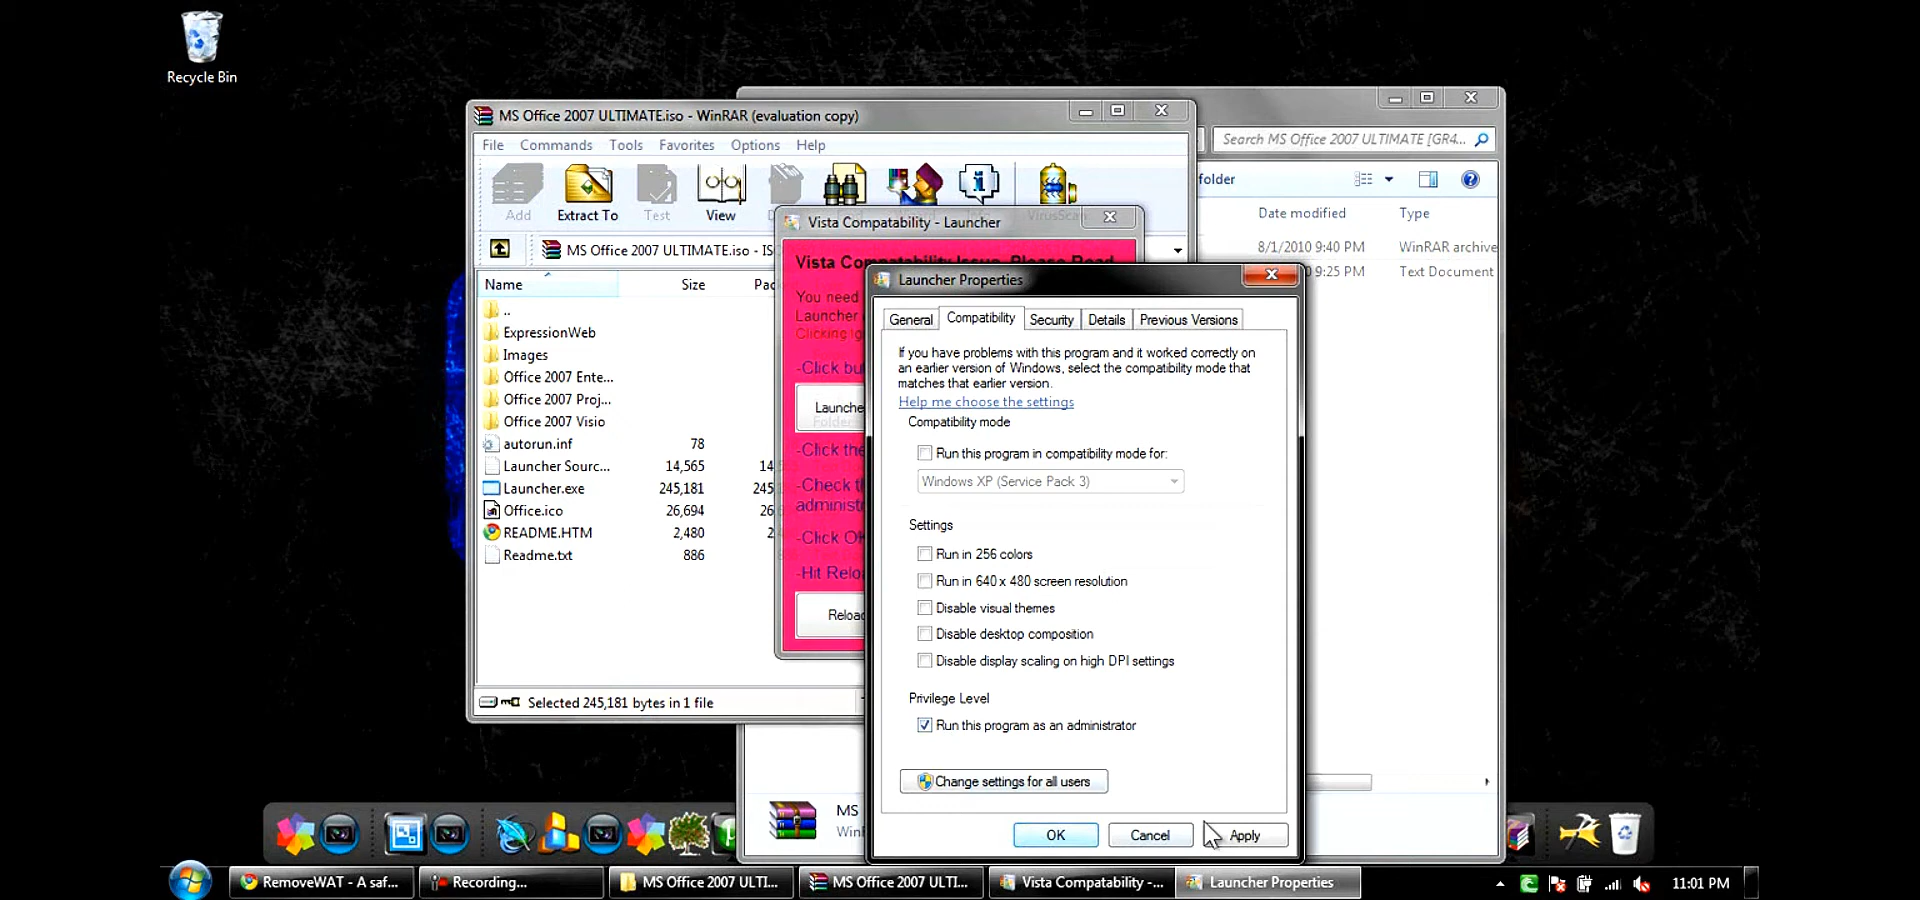 Recycle Bin
MS Office 2007 ULTIMATE.iso - WinRAR (evaluation copy)
File Commands Tools Favorites Options Help
Add Extract To Test View
VirusScan
MS Office 2007 ULTIMATE.iso - ISO
Name Size
..
ExpressionWeb
Images
Office 2007 Ente...
Office 2007 Proj...
Office 2007 Visio
autorun.inf 78
Launcher Sourc... 14,565 14
Launcher.exe 245,181 245
Office.ico 26,694 26
README.HTM 2,480 2
Readme.txt 886
Selected 245,181 bytes in 1 file
Search MS Office 2007 ULTIMATE [GR4...
folder
Date modified Type
8/1/2010 9:40 PM WinRAR archive
0 9:25 PM Text Document
MS
Vista Compatability - Launcher
Vista Compatability Issue, Please Read
You need
Launcher
Clicking
-Click
Launche
Folder
-Click the
-Check
administ
-Click
-Hit
Launcher Properties
General Compatibility Security Details Previous Versions
If you have problems with this program and it worked correctly on
an earlier version of Windows, select the compatibility mode that
matches that earlier version.
Help me choose the settings
Compatibility mode
Run this program in compatibility mode for:
Windows XP (Service Pack 3)
Settings
Run in 256 colors
Run in 640 x 480 screen resolution
Disable visual themes
Disable desktop composition
Disable display scaling on high DPI settings
Privilege Level
Run this program as an administrator
Change settings for all users
OK Cancel Apply
RemoveWAT - A saf... Recording... MS Office 2007 ULTI... MS Office 2007 ULTI... Vista Compatability -... Launcher Properties 11:01 PM